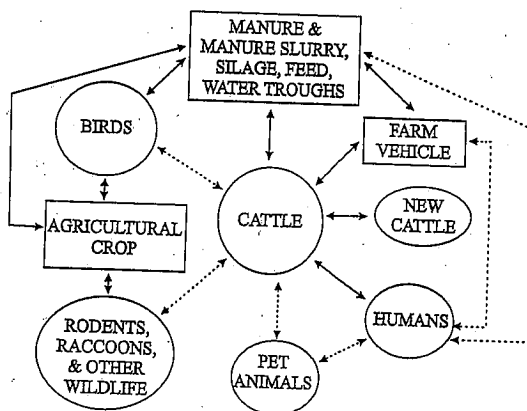 MANURE &
MANURE SLURRY,
SILAGE, FEED,
WATER TROUGHS
BIRDS
FARM
VEHICLE
CATTLE
NEW
CATTLE
AGRICULTURAL
CROP
HUMANS
RODENTS,
RACCOONS,
& OTHER
WILDLIFE
PET
ANIMALS